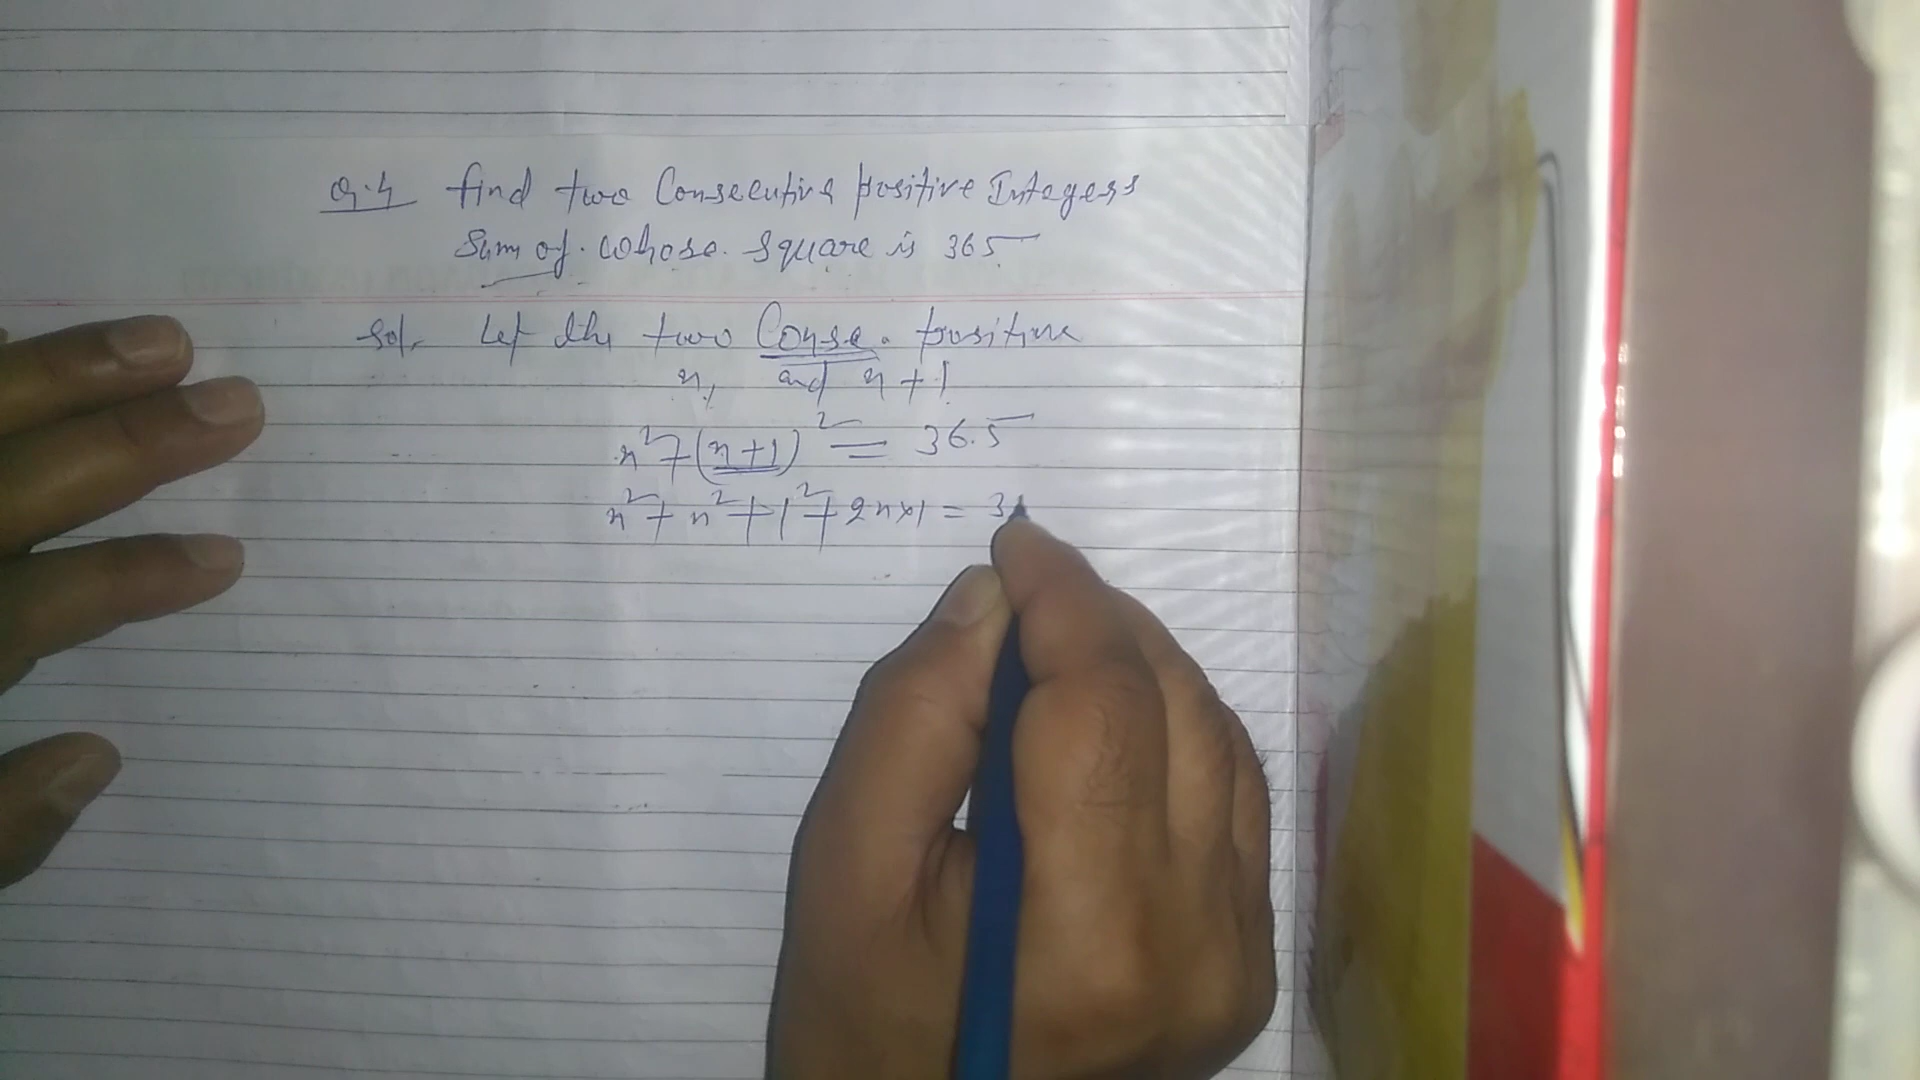 Q.4 find two Consecutive positive Integers
Sum of whose square is 365
Sol. Let the two Conse. positive
x, and x+1
x²+(x+1)² = 365
x²+x²+1²+2x×1 = 3